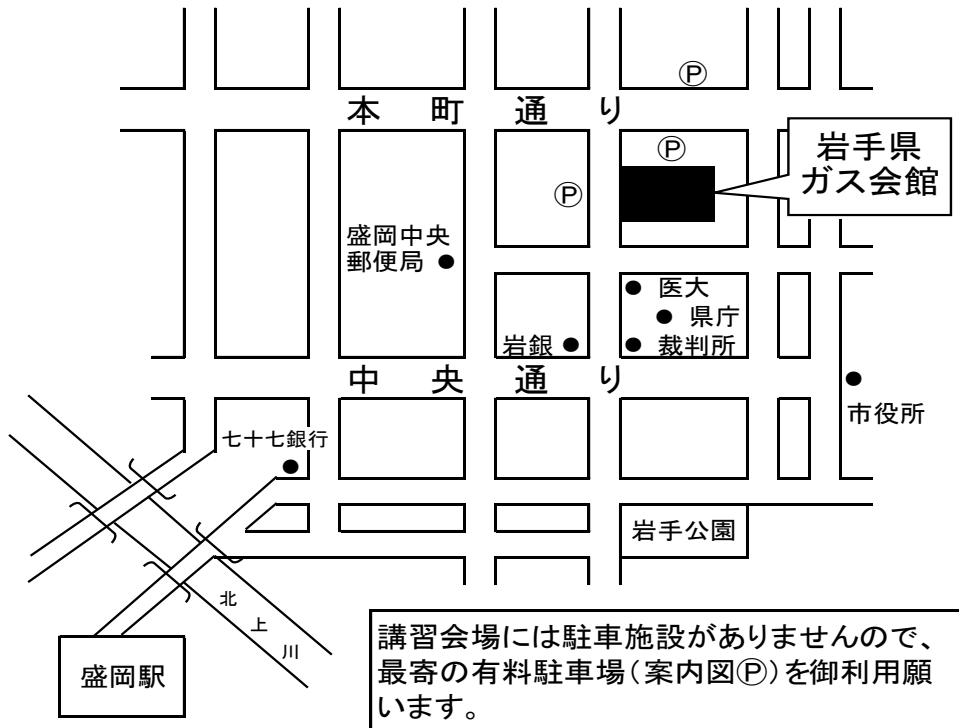 Ⓟ
本町通り
Ⓟ
岩手県
ガス会館
Ⓟ
盛岡中央
郵便局
医大
県庁
岩銀
裁判所
中央通り
市役所
七十七銀行
岩手公園
北上川
盛岡駅
講習会場には駐車施設がありませんので、
最寄の有料駐車場(案内図Ⓟ)を御利用願
います。